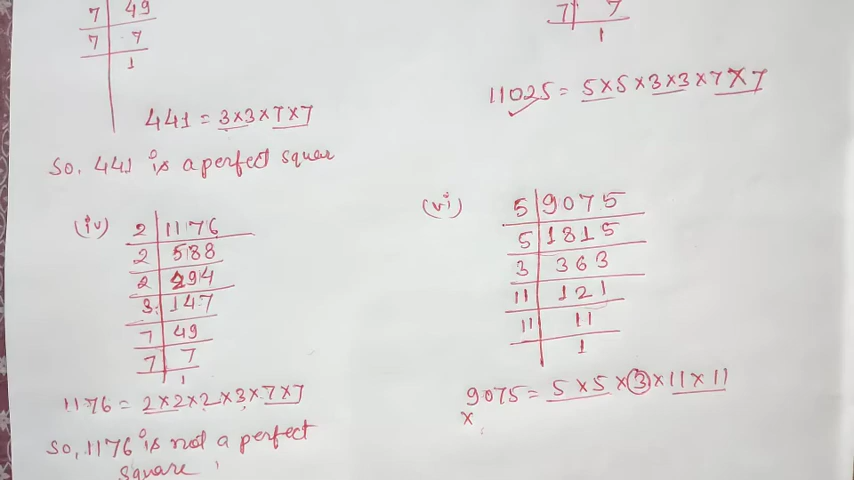 7 | 49
7 | 7
1
441 = 3×3×7×7
So, 441 is a perfect square
7 7
1
11025 = 5×5×3×3×7×7
(iv) 2 | 1176
2 | 588
2 | 294
3 | 147
7 | 49
7 | 7
1
1176 = 2×2×2×3×7×7
So, 1176 is not a perfect
square
(vi) 5 | 9075
5 | 1815
3 | 363
11 | 121
11 | 11
1
9075 = 5×5×3×11×11
×